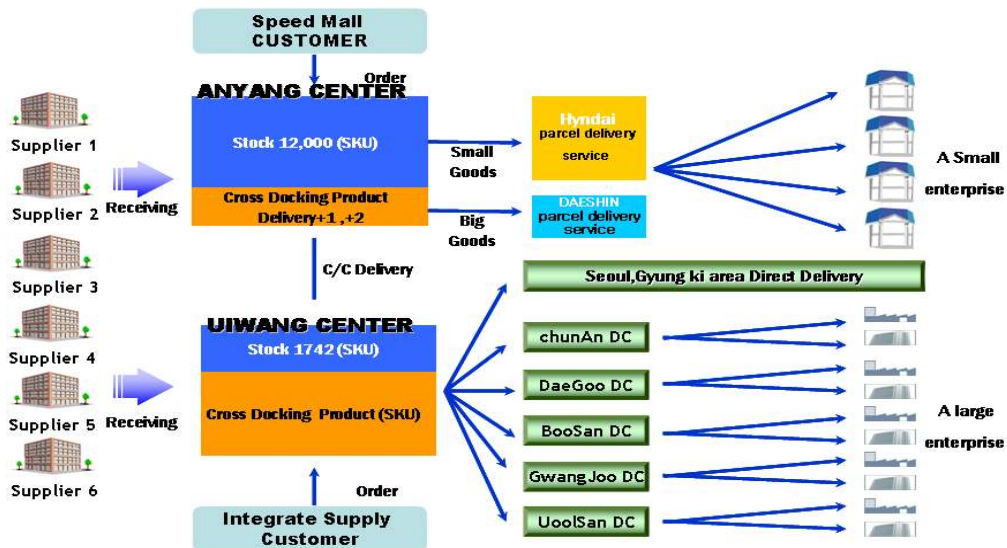 Speed Mall
CUSTOMER
Order
ANYANG CENTER
Stock 12,000 (SKU)
Cross Docking Product
Delivery+1 ,+2
Supplier 1
Supplier 2
Supplier 3
Supplier 4
Supplier 5
Supplier 6
Receiving
Receiving
Small
Goods
Big
Goods
Hyndai
parcel delivery
service
DAESHIN
parcel delivery
service
A Small
enterprise
C/C Delivery
UIWANG CENTER
Stock 1742 (SKU)
Cross Docking Product (SKU)
Order
Integrate Supply
Customer
Seoul,Gyung ki area Direct Delivery
chunAn DC
DaeGoo DC
BooSan DC
GwangJoo DC
UoolSan DC
A large
enterprise